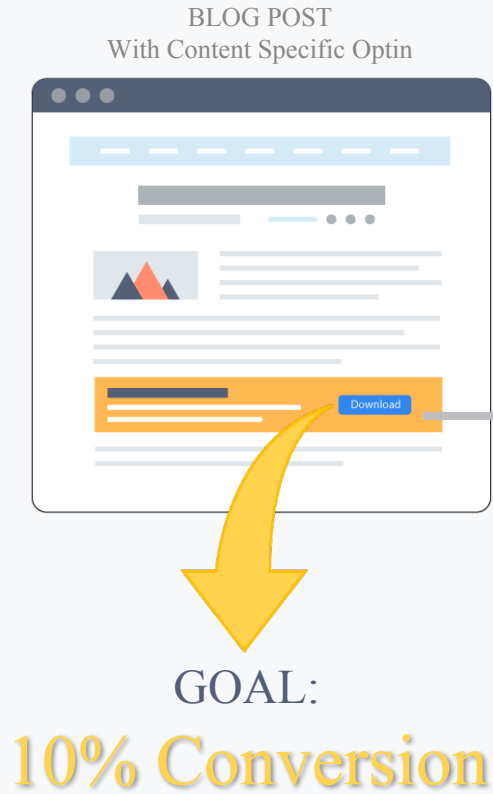 BLOG POST
With Content Specific Optin
Download
GOAL:
10% Conversion